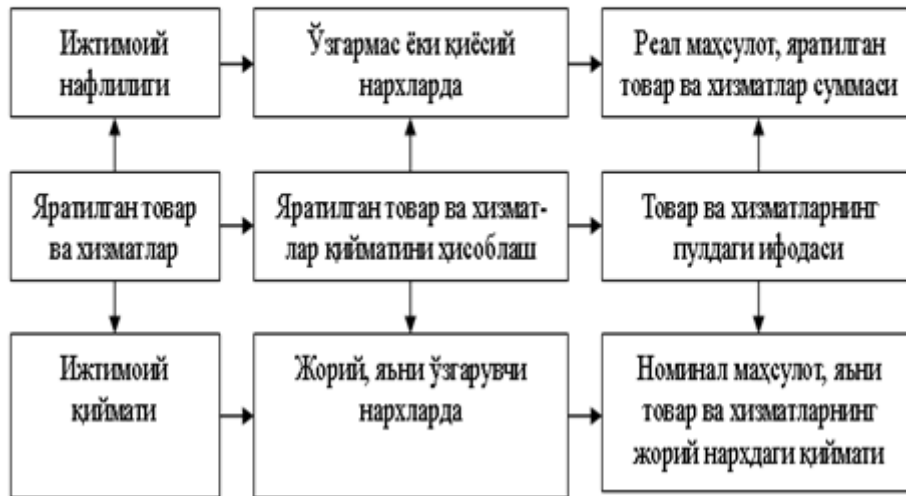 Ижтимоий
нафлилиги
Ўзгармас ёки қиёсий
нархларда
Реал маҳсулот, яратилган
товар ва хизматлар суммаси
Яратилган товар
ва хизматлар
Яратилган товар ва хизмат-
лар қийматини ҳисоблаш
Товар ва хизматларнинг
пулдаги ифодаси
Ижтимоий
қиймати
Жорий, яьни ўзгарувчи
нархларда
Номинал маҳсулот, яьни
товар ва хизматларнинг
жорий нархдаги қиймати